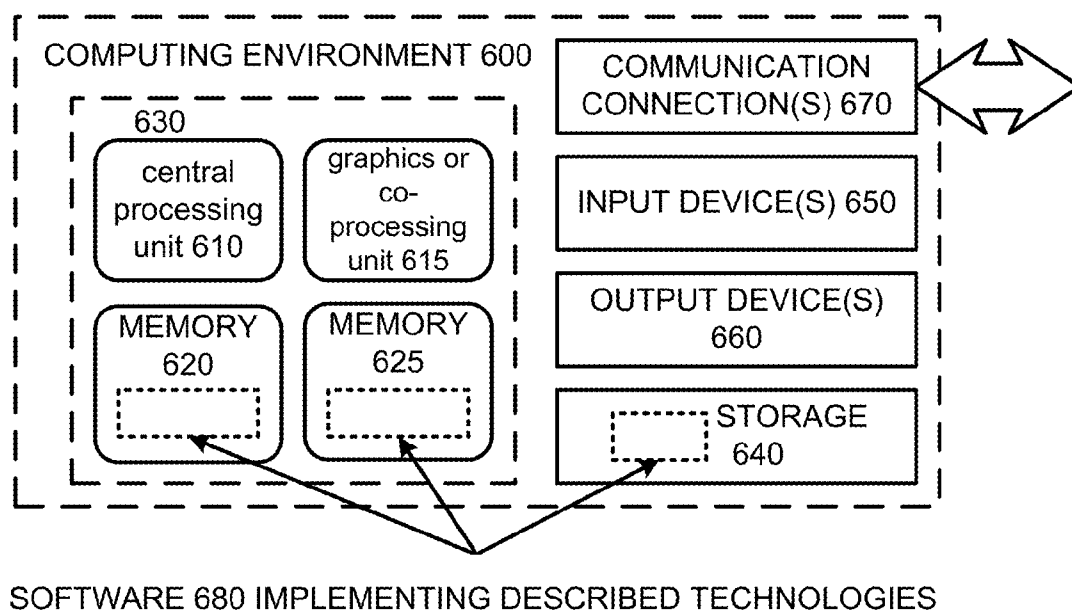 COMPUTING ENVIRONMENT 600
630
central
processing
unit 610
graphics or
co-
processing
unit 615
MEMORY
620
MEMORY
625
COMMUNICATION
CONNECTION(S) 670
INPUT DEVICE(S) 650
OUTPUT DEVICE(S)
660
STORAGE
640
SOFTWARE 680 IMPLEMENTING DESCRIBED TECHNOLOGIES